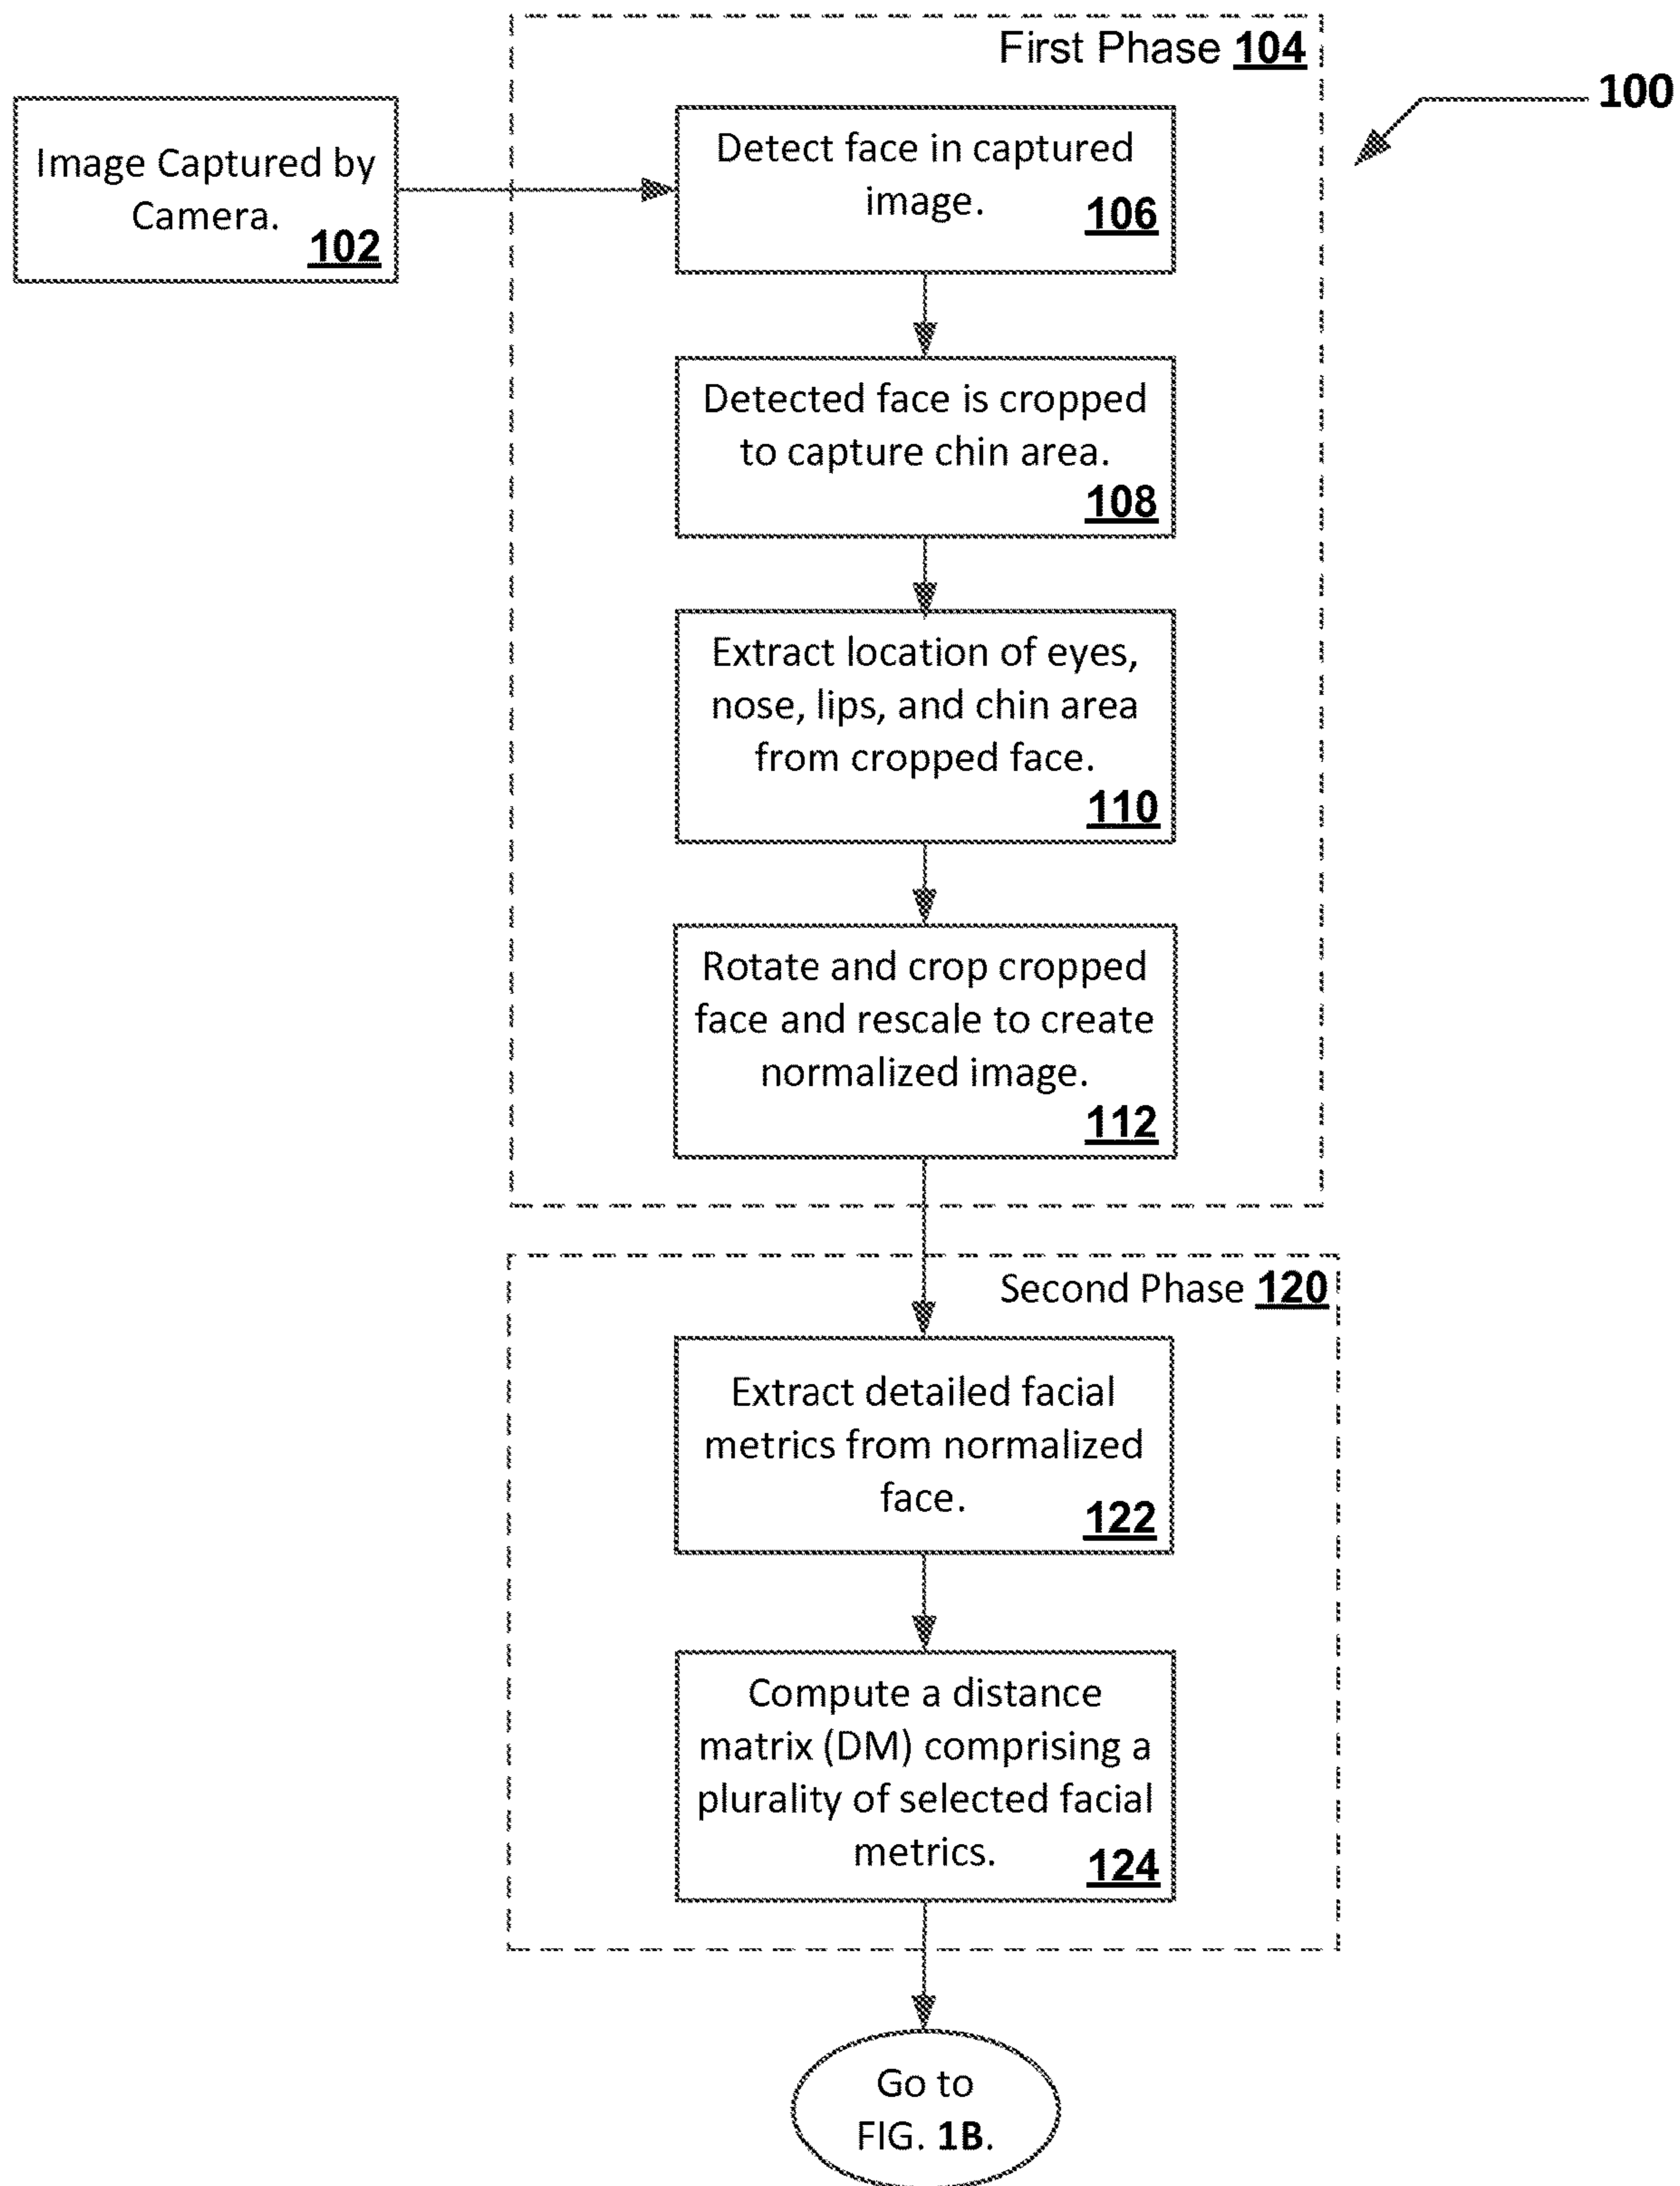 First Phase 104
100
Image Captured by
Camera.
102
Detect face in captured
image.
106
Detected face is cropped
to capture chin area.
108
Extract location of eyes,
nose, lips, and chin area
from cropped face.
110
Rotate and crop cropped
face and rescale to create
normalized image.
112
Second Phase 120
Extract detailed facial
metrics from normalized
face.
122
Compute a distance
matrix (DM) comprising a
plurality of selected facial
metrics.
124
Go to
FIG. 1B.